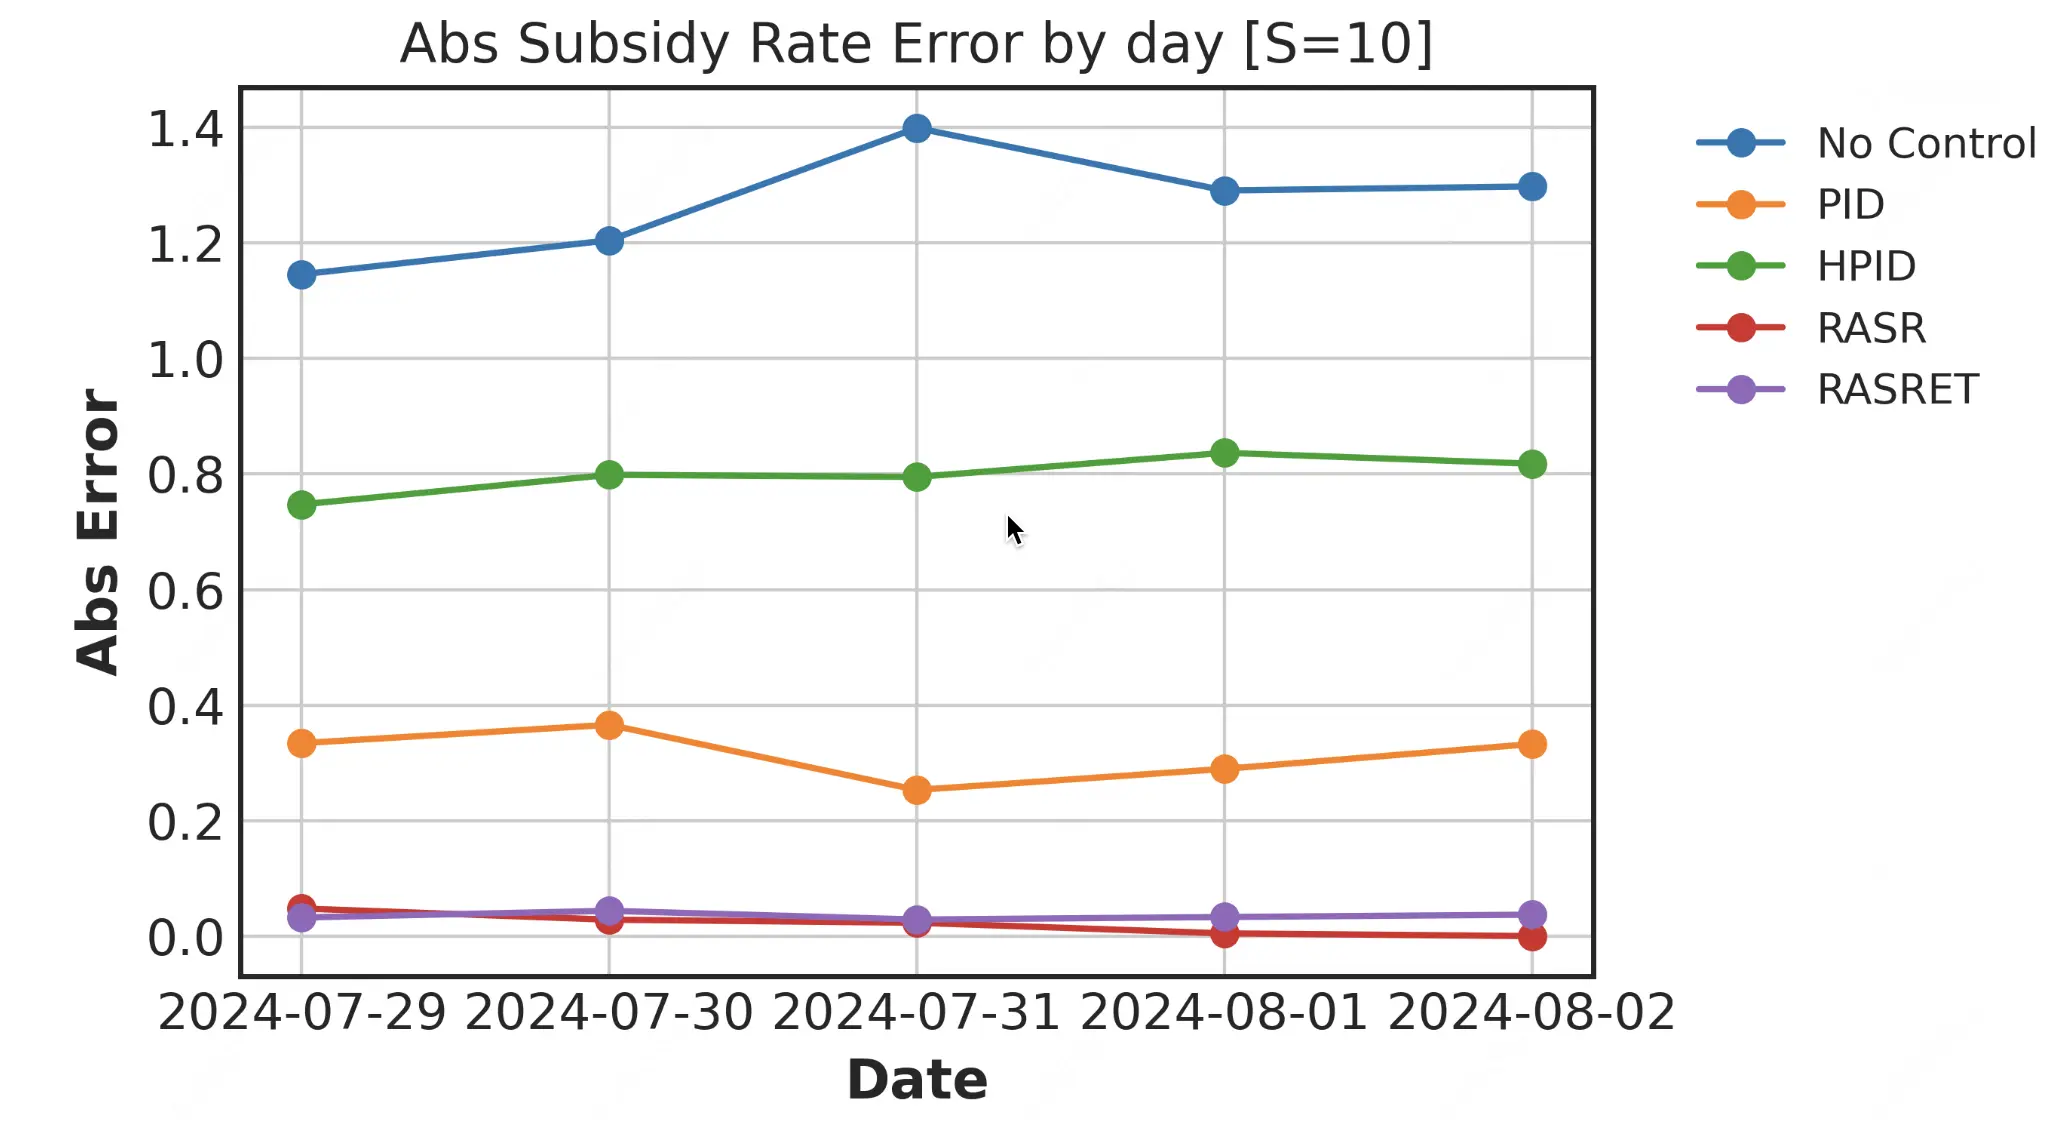 Abs Subsidy Rate Error by day [S=10]
Abs Error
1.4
1.2
1.0
0.8
0.6
0.4
0.2
0.0
2024-07-29 2024-07-30 2024-07-31 2024-08-01 2024-08-02
Date
No Control
PID
HPID
RASR
RASRET